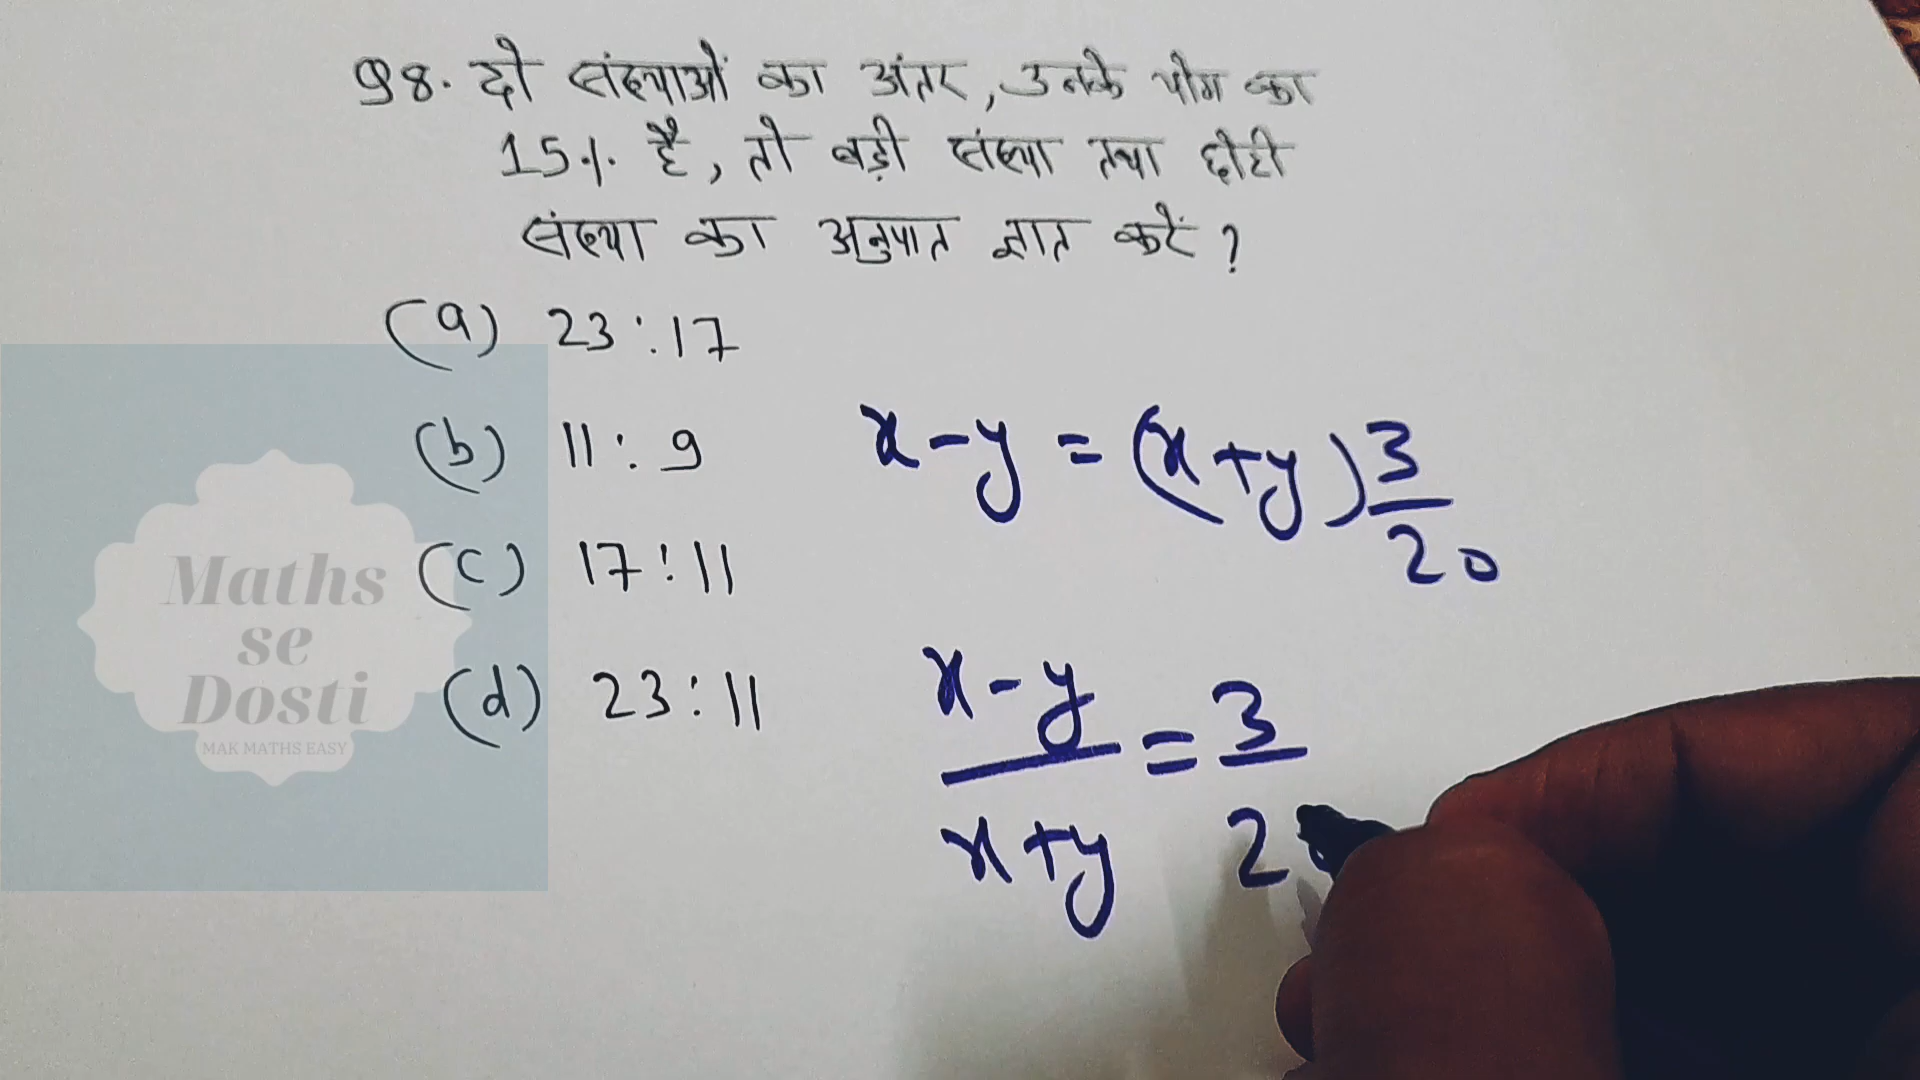 98. दो संख्याओं का अंतर, उनके योग का
15% है, तो बड़ी संख्या तथा छोटी
संख्या का अनुपात ज्ञात करें?
(a) 23:17
(b) 11:9
(c) 17:11
(d) 23:11
x-y = (x+y) 3/20
x-y/x+y = 3/2
Maths
se
Dosti
MAK MATHS EASY